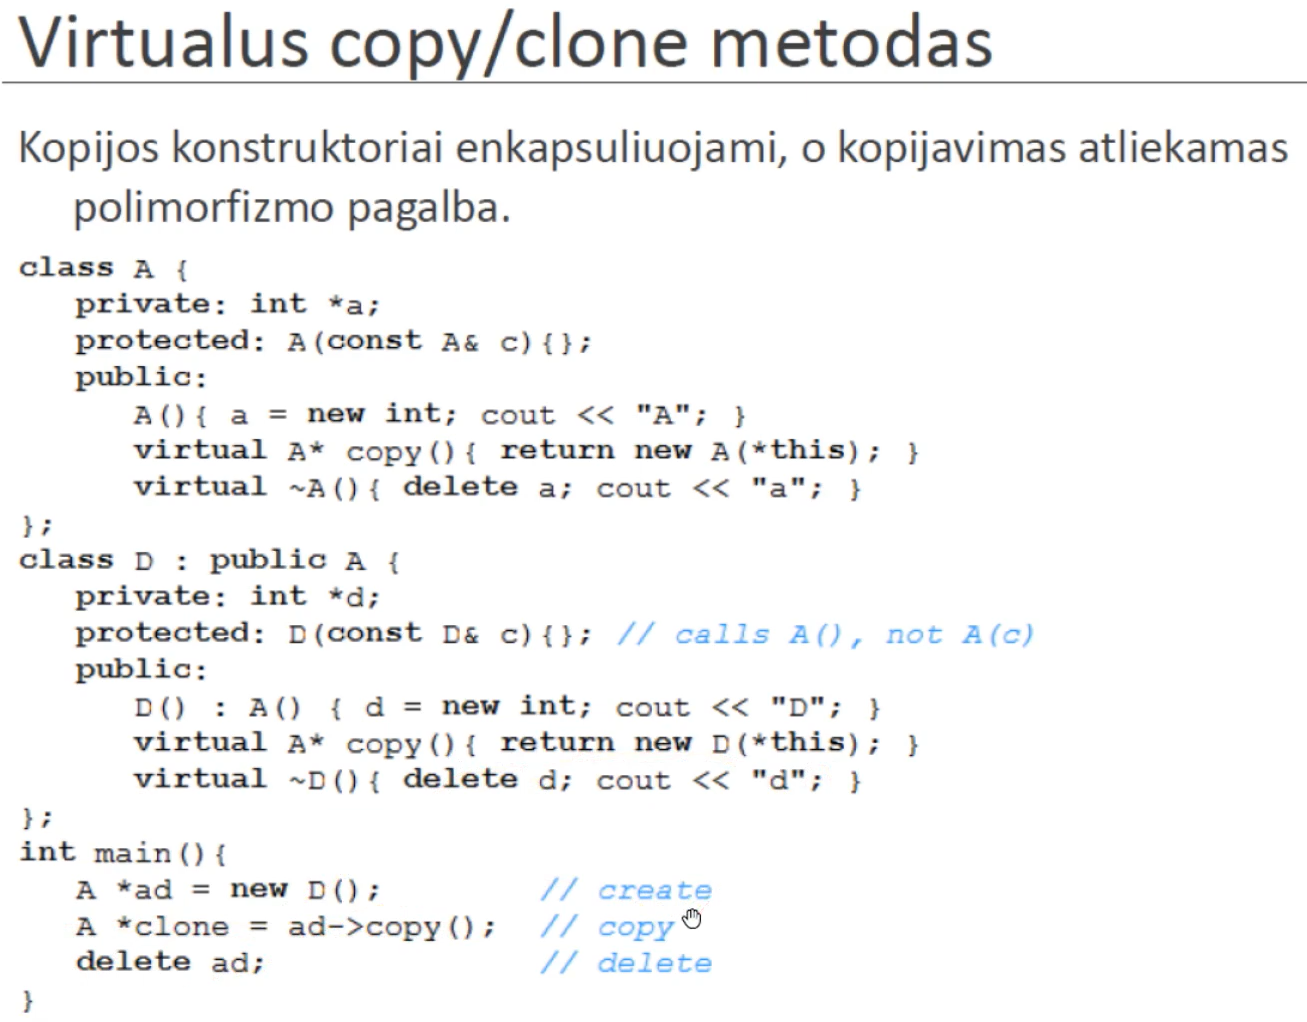 Virtualus copy/clone metodas
Kopijos konstruktoriai enkapsuliuojami, o kopijavimas atliekamas
polimorfizmo pagalba.
class A {
private: int *a;
protected: A(const A& c){};
public:
A(){ a = new int; cout << "A"; }
virtual A* copy(){ return new A(*this); }
virtual ~A(){ delete a; cout << "a"; }
};
class D : public A {
private: int *d;
protected: D(const D& c){}; // calls A(), not A(c)
public:
D() : A() { d = new int; cout << "D"; }
virtual A* copy(){ return new D(*this); }
virtual ~D(){ delete d; cout << "d"; }
};
int main(){
A *ad = new D(); // create
A *clone = ad->copy(); // copy
delete ad; // delete
}